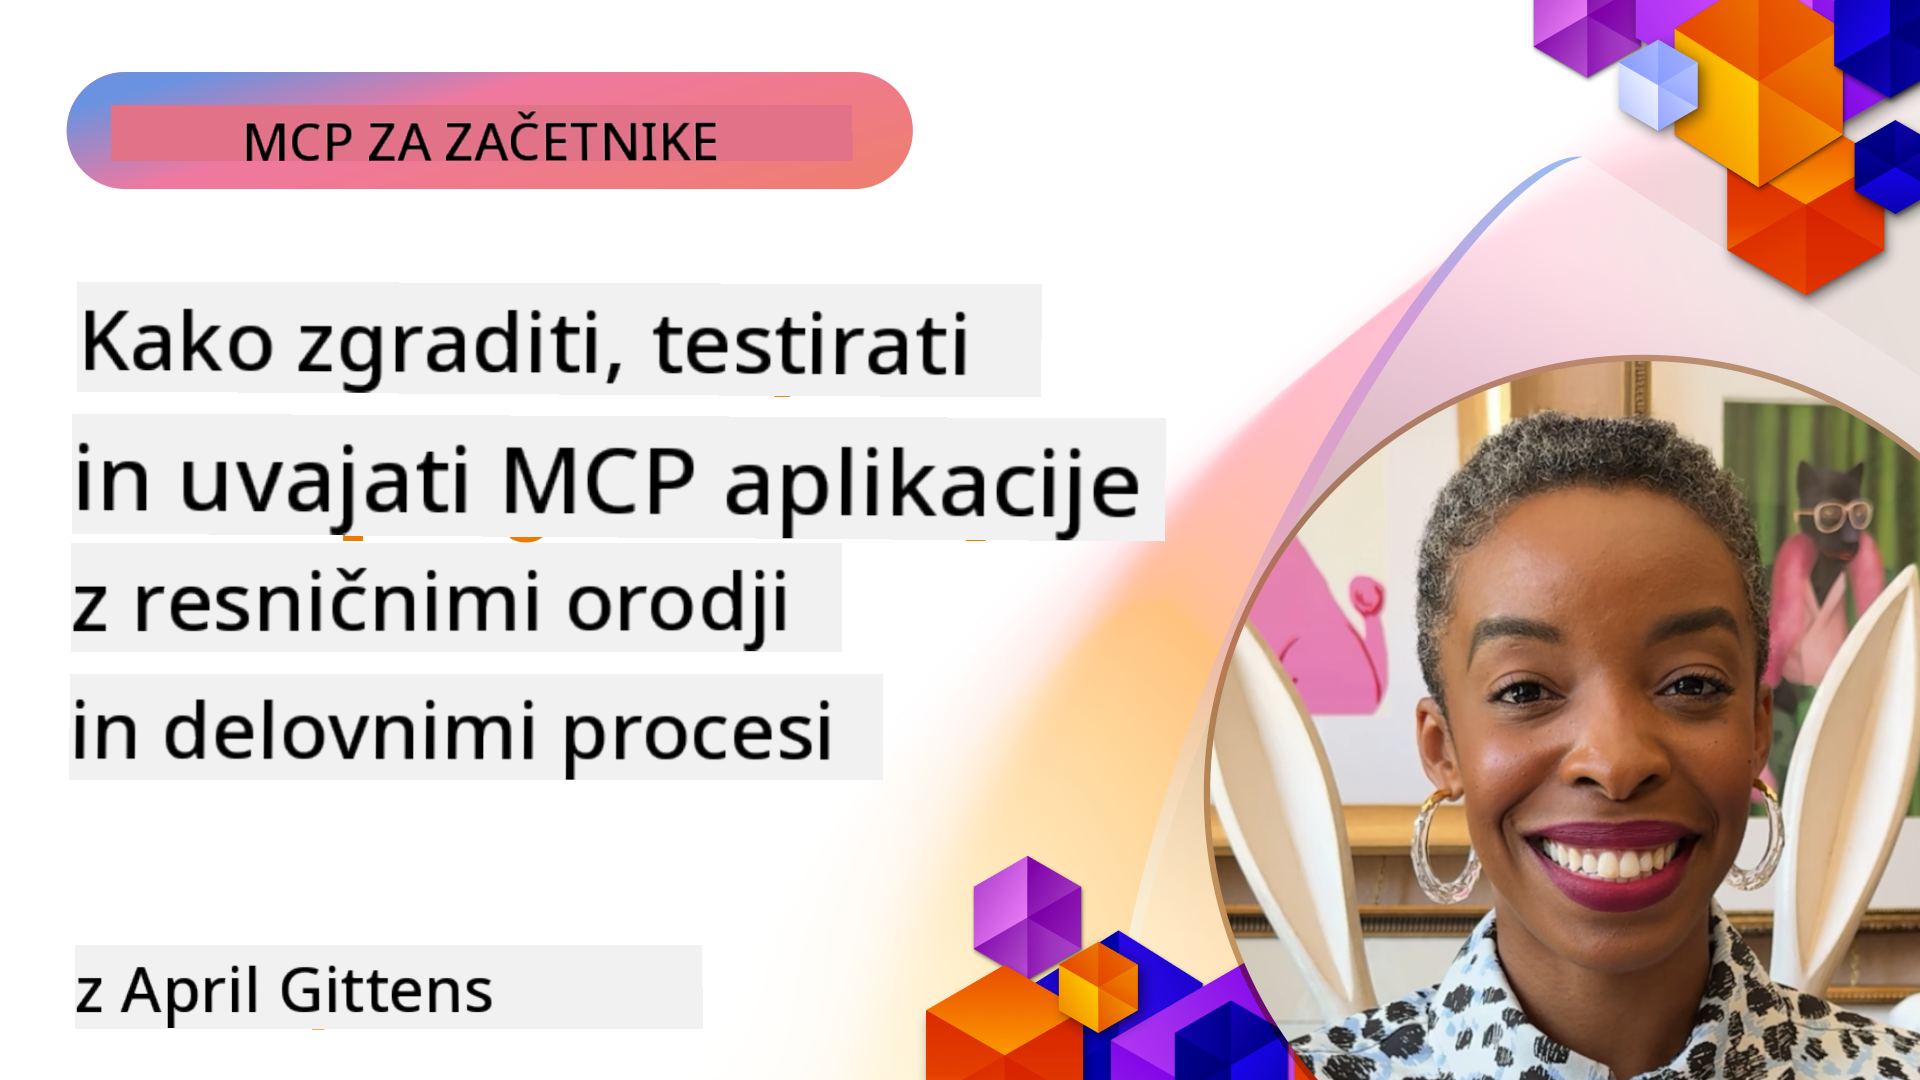 MCP ZA ZAČETNIKE
Kako zgraditi, testirati
in uvajati MCP aplikacije
z resničnimi orodji
in delovnimi procesi
z April Gittens